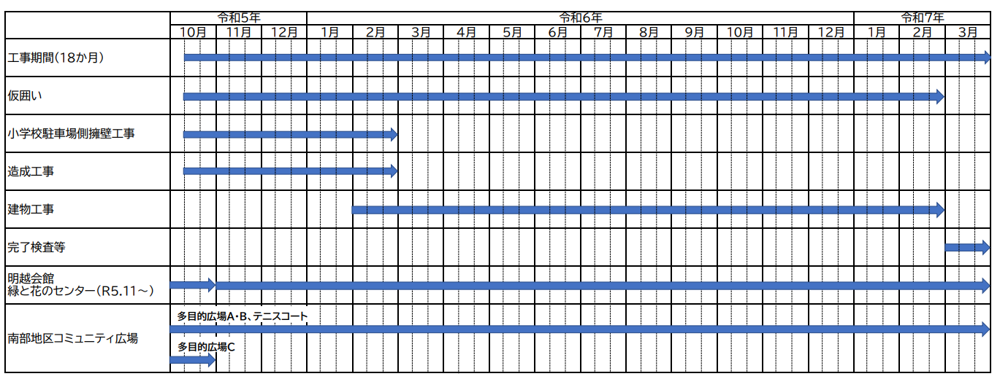 令和5年 令和6年 令和7年
10月 11月 12月 1月 2月 3月 4月 5月 6月 7月 8月 9月 10月 11月 12月 1月 2月 3月
工事期間(18か月)
仮囲い
小学校駐車場側擁壁工事
造成工事
建物工事
完了検査等
明越会館
緑と花のセンター(R5.11~)
多目的広場A・B、テニスコート
南部地区コミュニティ広場
多目的広場C